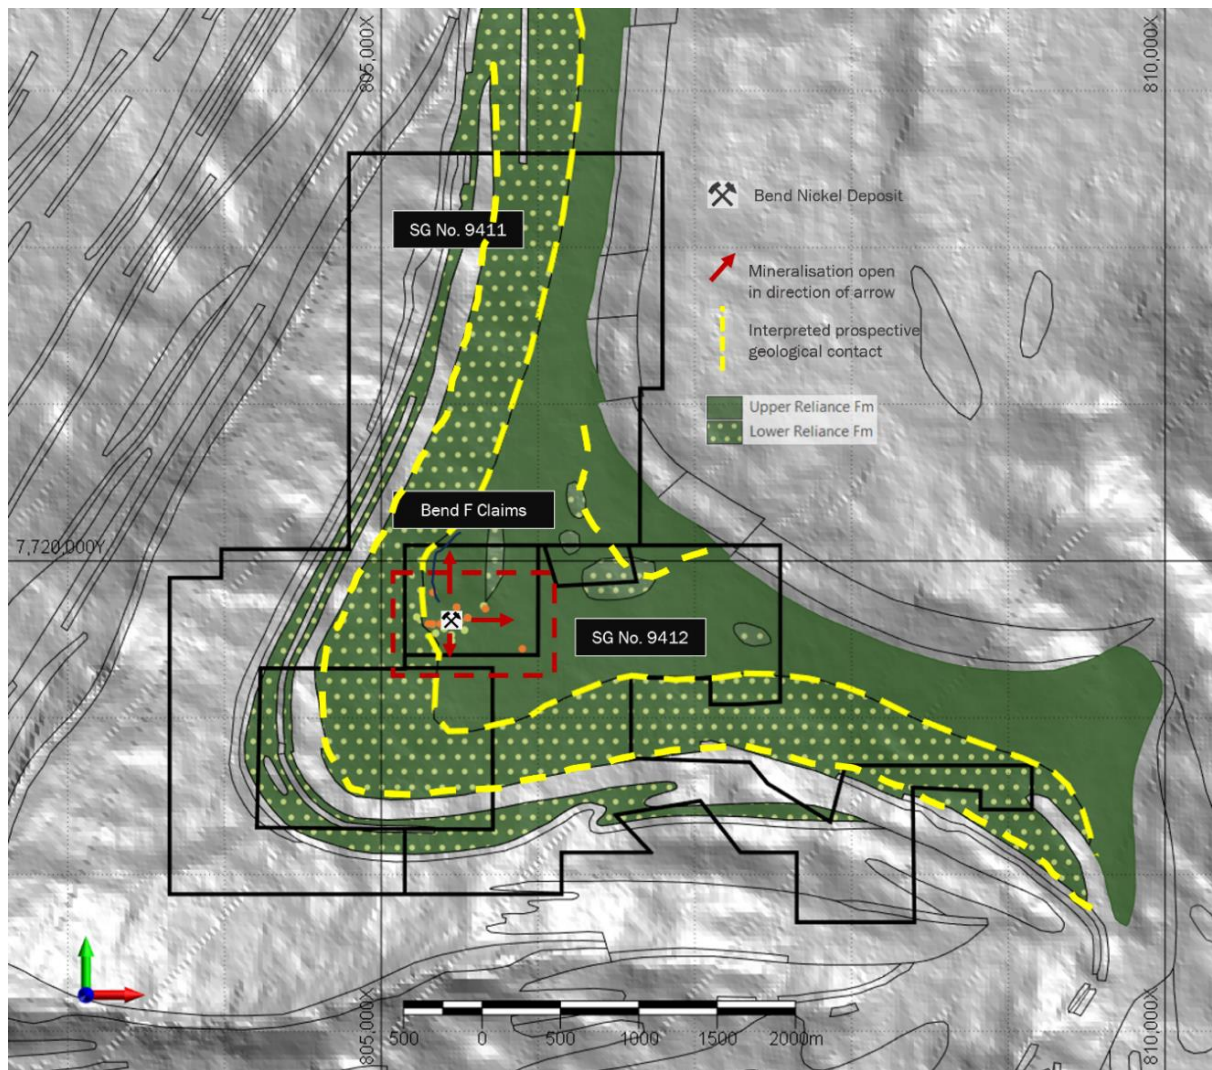 805,000X
810,000X
Bend Nickel Deposit
SG No. 9411
Mineralisation open
in direction of arrow
Interpreted prospective
geological contact
Upper Reliance Fm
Lower Reliance Fm
Bend F Claims
7,720,000Y
SG No. 9412
805,000X
810,000X
500 0 500 1000 1500 2000m